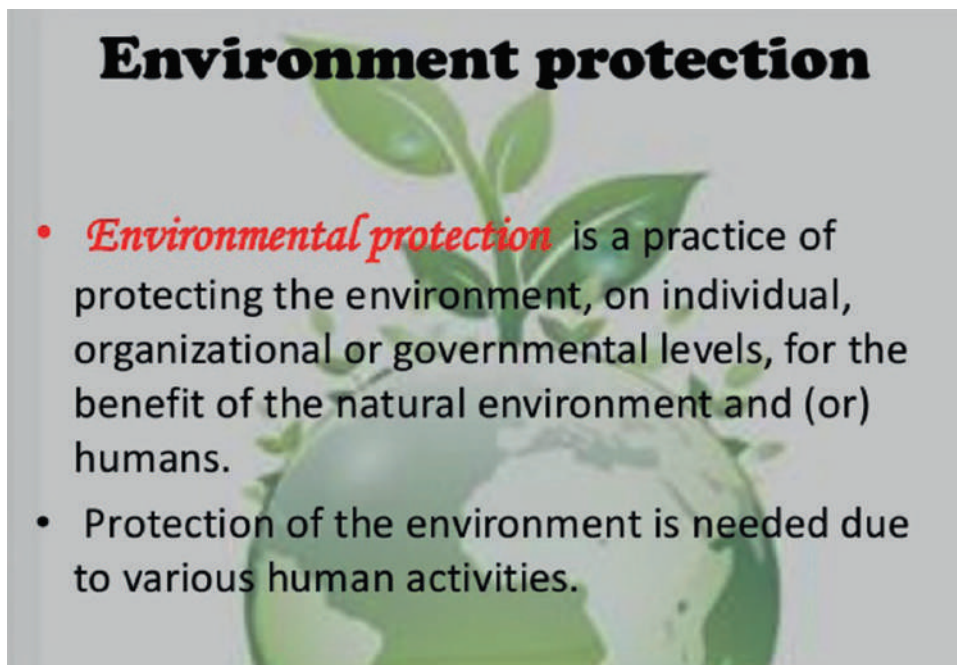 Environment protection
• Environmental protection is a practice of
protecting the environment, on individual,
organizational or governmental levels, for the
benefit of the natural environment and (or)
humans.
• Protection of the environment is needed due
to various human activities.